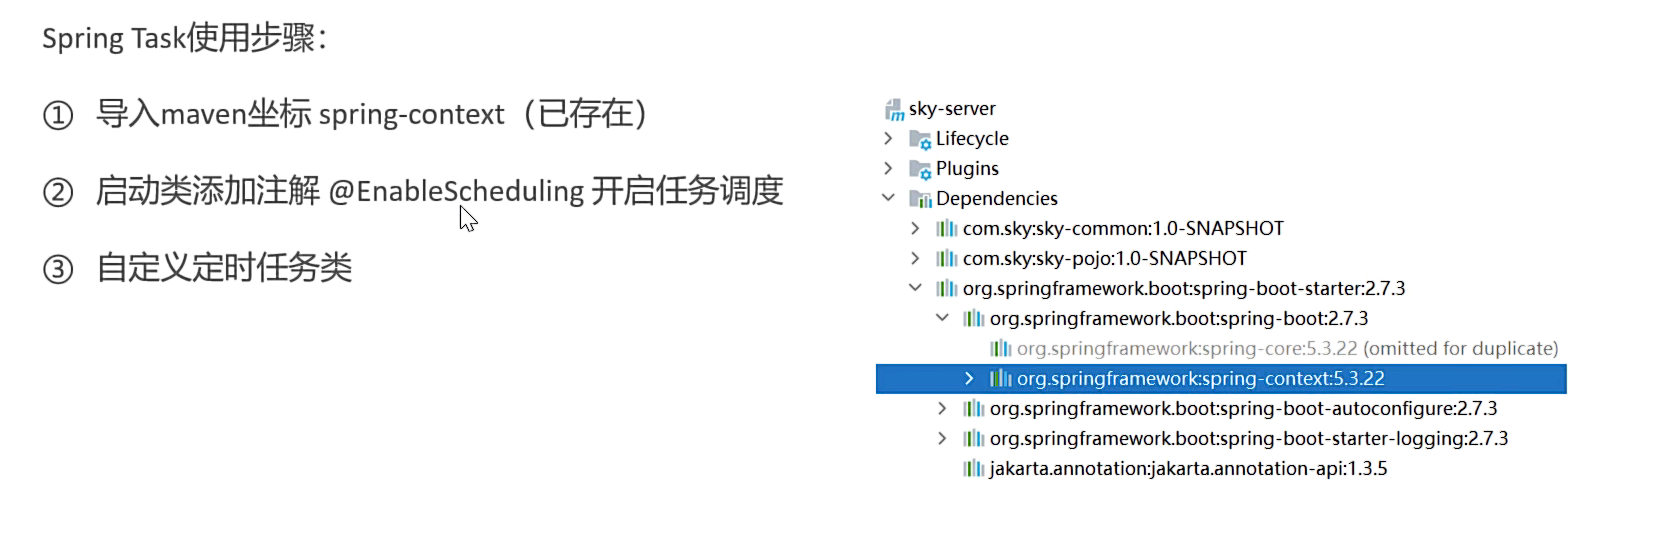 Spring Task使用步骤：
① 导入maven坐标 spring-context（已存在）
② 启动类添加注解 @EnableScheduling 开启任务调度
③ 自定义定时任务类
sky-server
Lifecycle
Plugins
Dependencies
com.sky:sky-common:1.0-SNAPSHOT
com.sky:sky-pojo:1.0-SNAPSHOT
org.springframework.boot:spring-boot-starter:2.7.3
org.springframework.boot:spring-boot:2.7.3
org.springframework:spring-core:5.3.22 (omitted for duplicate)
org.springframework:spring-context:5.3.22
org.springframework.boot:spring-boot-autoconfigure:2.7.3
org.springframework.boot:spring-boot-starter-logging:2.7.3
jakarta.annotation:jakarta.annotation-api:1.3.5